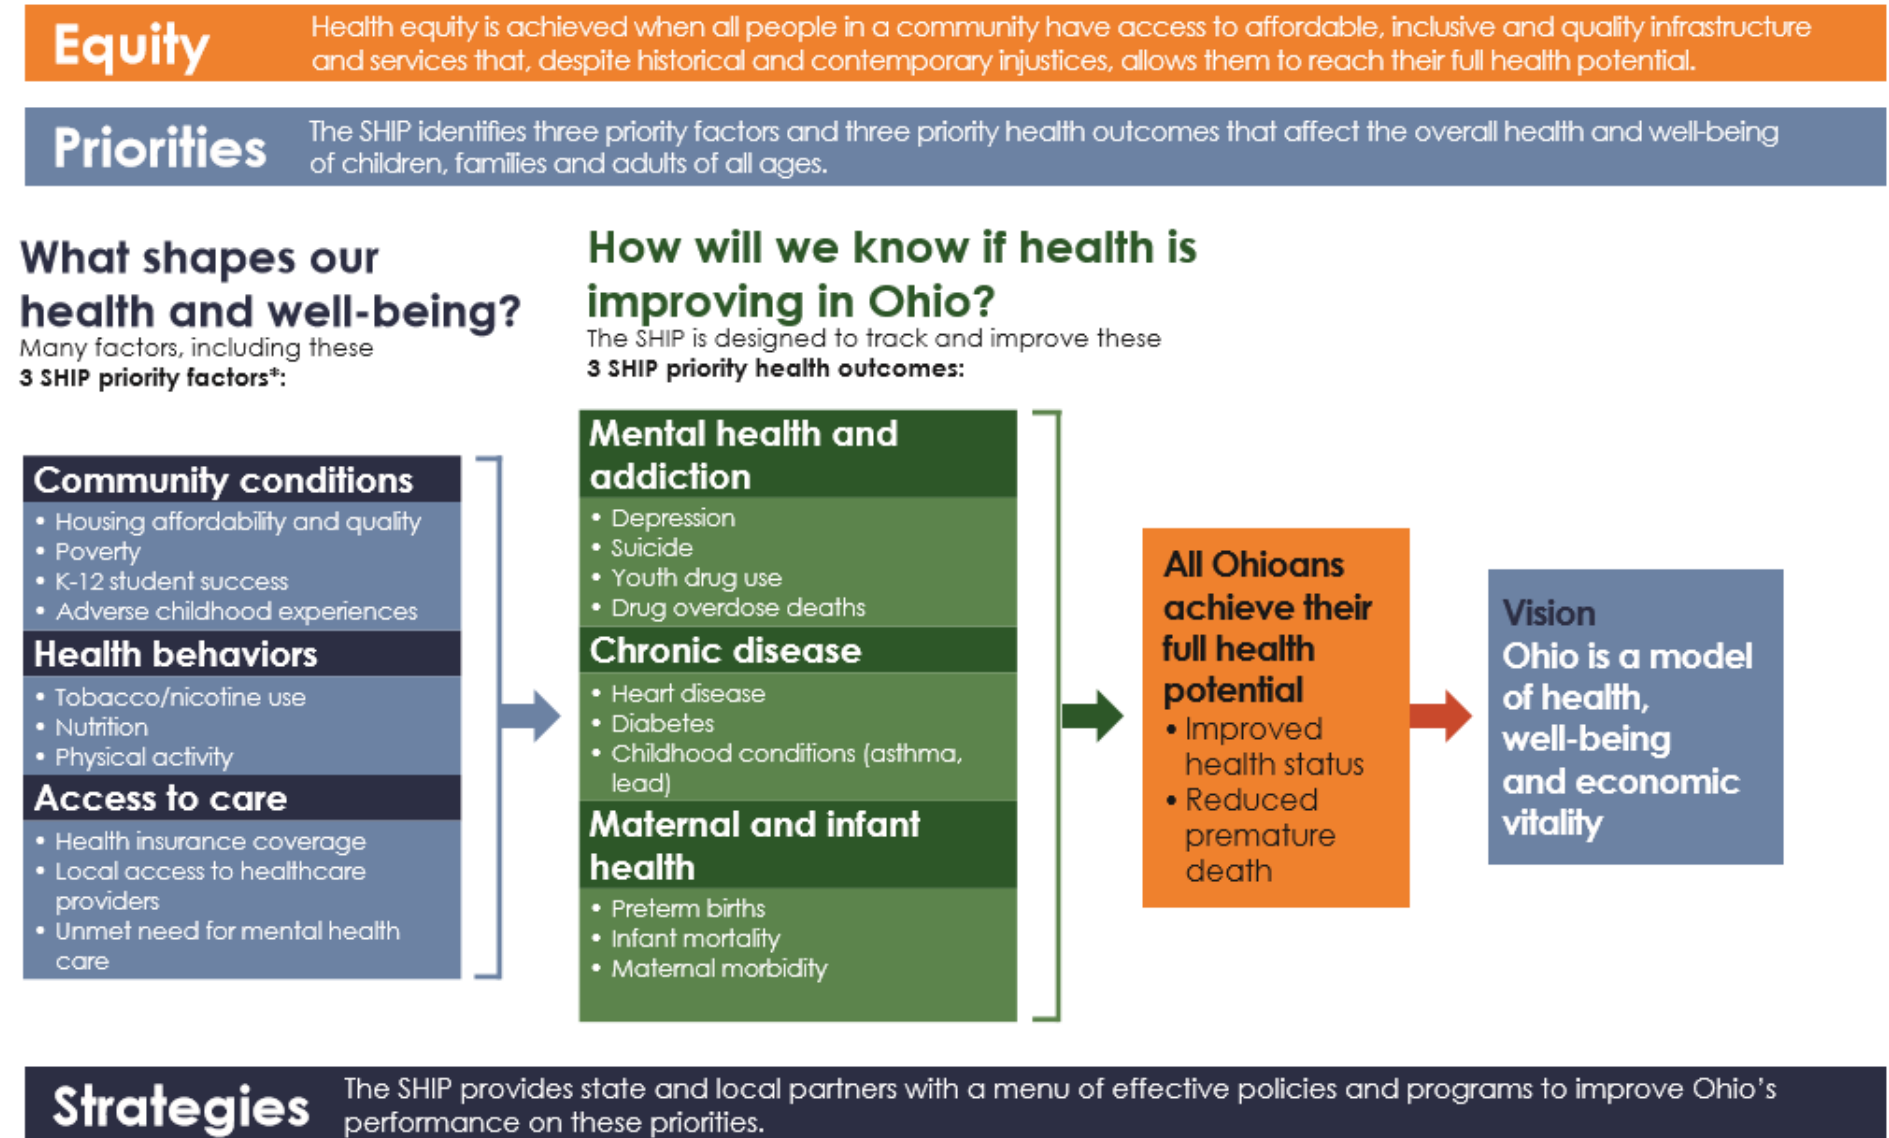 Equity
Health equity is achieved when all people in a community have access to affordable, inclusive and quality infrastructure
and services that, despite historical and contemporary injustices, allows them to reach their full health potential.
Priorities
The SHIP identifies three priority factors and three priority health outcomes that affect the overall health and well-being
of children, families and adults of all ages.
What shapes our
health and well-being?
Many factors, including these
3 SHIP priority factors*:
Community conditions
• Housing affordability and quality
• Poverty
• K-12 student success
• Adverse childhood experiences
Health behaviors
• Tobacco/nicotine use
• Nutrition
• Physical activity
Access to care
• Health insurance coverage
• Local access to healthcare
providers
• Unmet need for mental health
care
How will we know if health is
improving in Ohio?
The SHIP is designed to track and improve these
3 SHIP priority health outcomes:
Mental health and
addiction
• Depression
• Suicide
• Youth drug use
• Drug overdose deaths
Chronic disease
• Heart disease
• Diabetes
• Childhood conditions (asthma,
lead)
Maternal and infant
health
• Preterm births
• Infant mortality
• Maternal morbidity
All Ohioans
achieve their
full health
potential
• Improved
health status
• Reduced
premature
death
Vision
Ohio is a model
of health,
well-being
and economic
vitality
Strategies
The SHIP provides state and local partners with a menu of effective policies and programs to improve Ohio's
performance on these priorities.